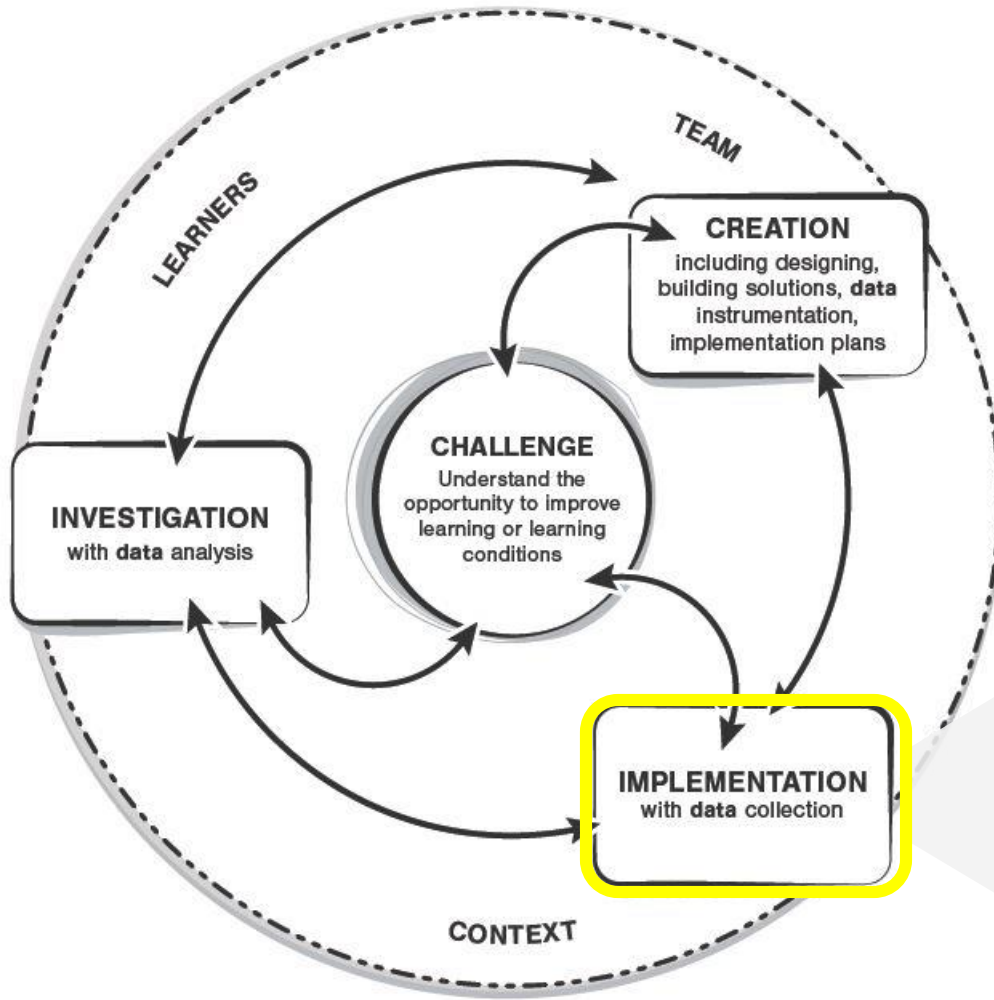 TEAM
LEARNERS
CREATION
including designing,
building solutions, data
instrumentation,
implementation plans
CHALLENGE
Understand the
opportunity to improve
learning or learning
conditions
INVESTIGATION
with data analysis
IMPLEMENTATION
with data collection
CONTEXT